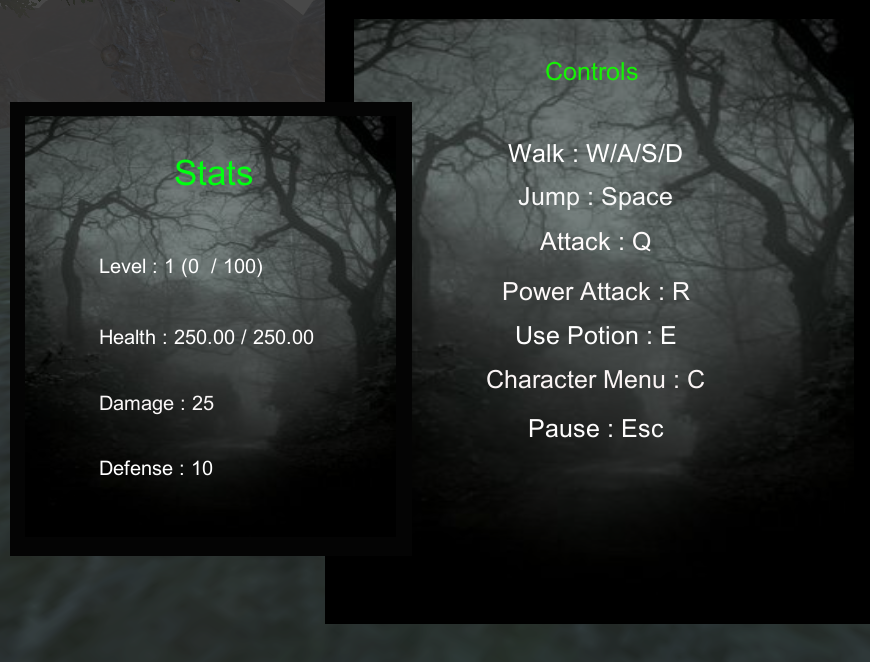 Stats
Level : 1 (0  / 100)
Health : 250.00 / 250.00
Damage : 25
Defense : 10
Controls
Walk : W/A/S/D
Jump : Space
Attack : Q
Power Attack : R
Use Potion : E
Character Menu : C
Pause : Esc